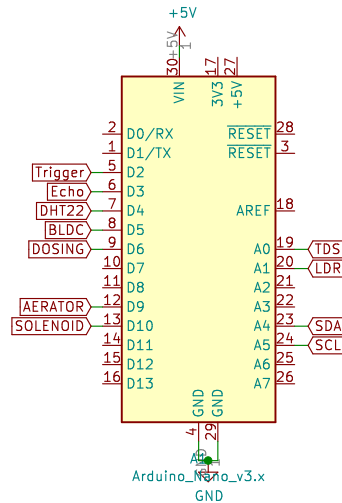 +5V
+5V
1
30
17
27
VIN
3V3
+5V
2 D0/RX RESET 28
1 D1/TX RESET 3
Trigger 5 D2
Echo 6 D3
DHT22 7 D4 AREF 18
BLDC 8 D5
DOSING 9 D6 A0 19 TDS
10 D7 A1 20 LDR
11 D8 A2 21
AERATOR 12 D9 A3 22
SOLENOID 13 D10 A4 23 SDA
14 D11 A5 24 SCL
15 D12 A6 25
16 D13 A7 26
GND
GND
4
29
Arduino_Nano_v3.x
GND